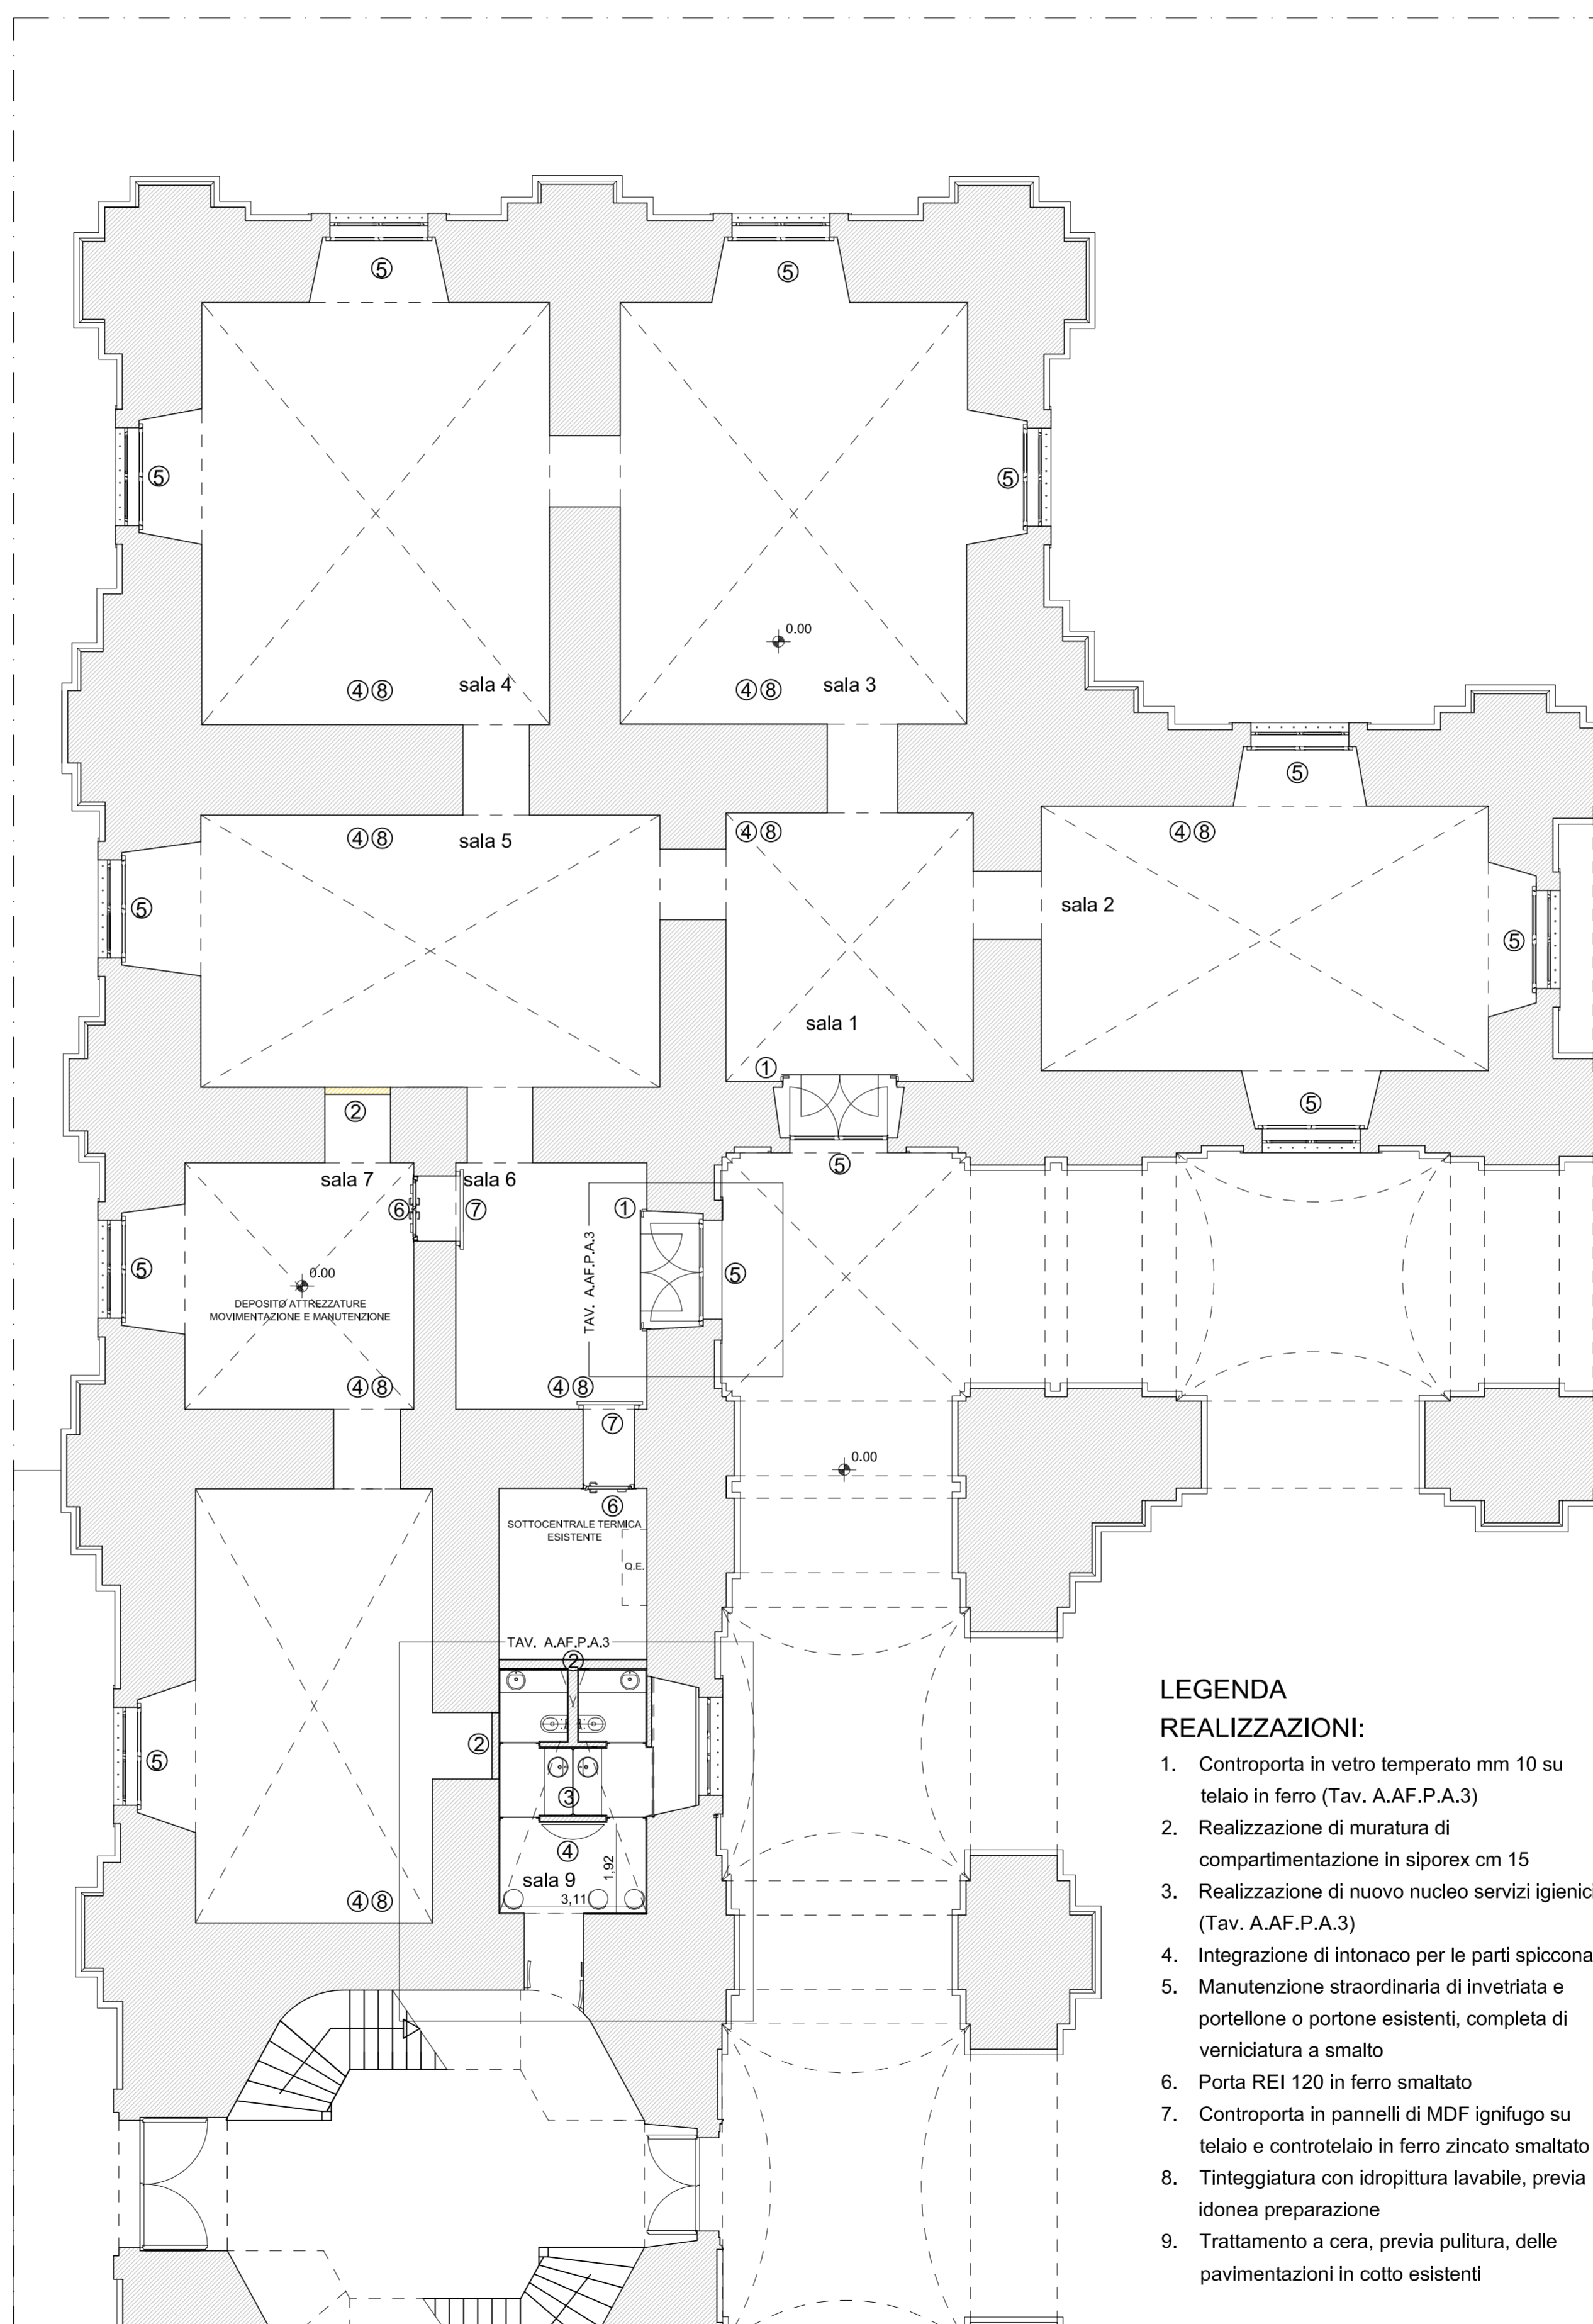 ⑤
⑤
⑤
⑤
0.00
④⑧
sala 4
④⑧
sala 3
⑤
④⑧
sala 5
④⑧
④⑧
⑤
sala 2
⑤
sala 1
①
②
⑤
⑤
sala 7
sala 6
⑥
⑦
①
TAV. A.AF.P.A.3
⑤
⑤
0.00
DEPOSITO ATTREZZATURE
MOVIMENTAZIONE E MANUTENZIONE
④⑧
④⑧
⑦
0.00
⑥
SOTTOCENTRALE TERMICA
ESISTENTE
Q.E.
TAV. A.AF.P.A.3
②
②
⑤
③
④
sala 9
1,92
3,11
④⑧
LEGENDA
REALIZZAZIONI:
1. Controporta in vetro temperato mm 10 su
telaio in ferro (Tav. A.AF.P.A.3)
2. Realizzazione di muratura di
compartimentazione in siporex cm 15
3. Realizzazione di nuovo nucleo servizi igienici
(Tav. A.AF.P.A.3)
4. Integrazione di intonaco per le parti spiccona
5. Manutenzione straordinaria di invetriata e
portellone o portone esistenti, completa di
verniciatura a smalto
6. Porta REI 120 in ferro smaltato
7. Controporta in pannelli di MDF ignifugo su
telaio e controtelaio in ferro zincato smaltato
8. Tinteggiatura con idropittura lavabile, previa
idonea preparazione
9. Trattamento a cera, previa pulitura, delle
pavimentazioni in cotto esistenti